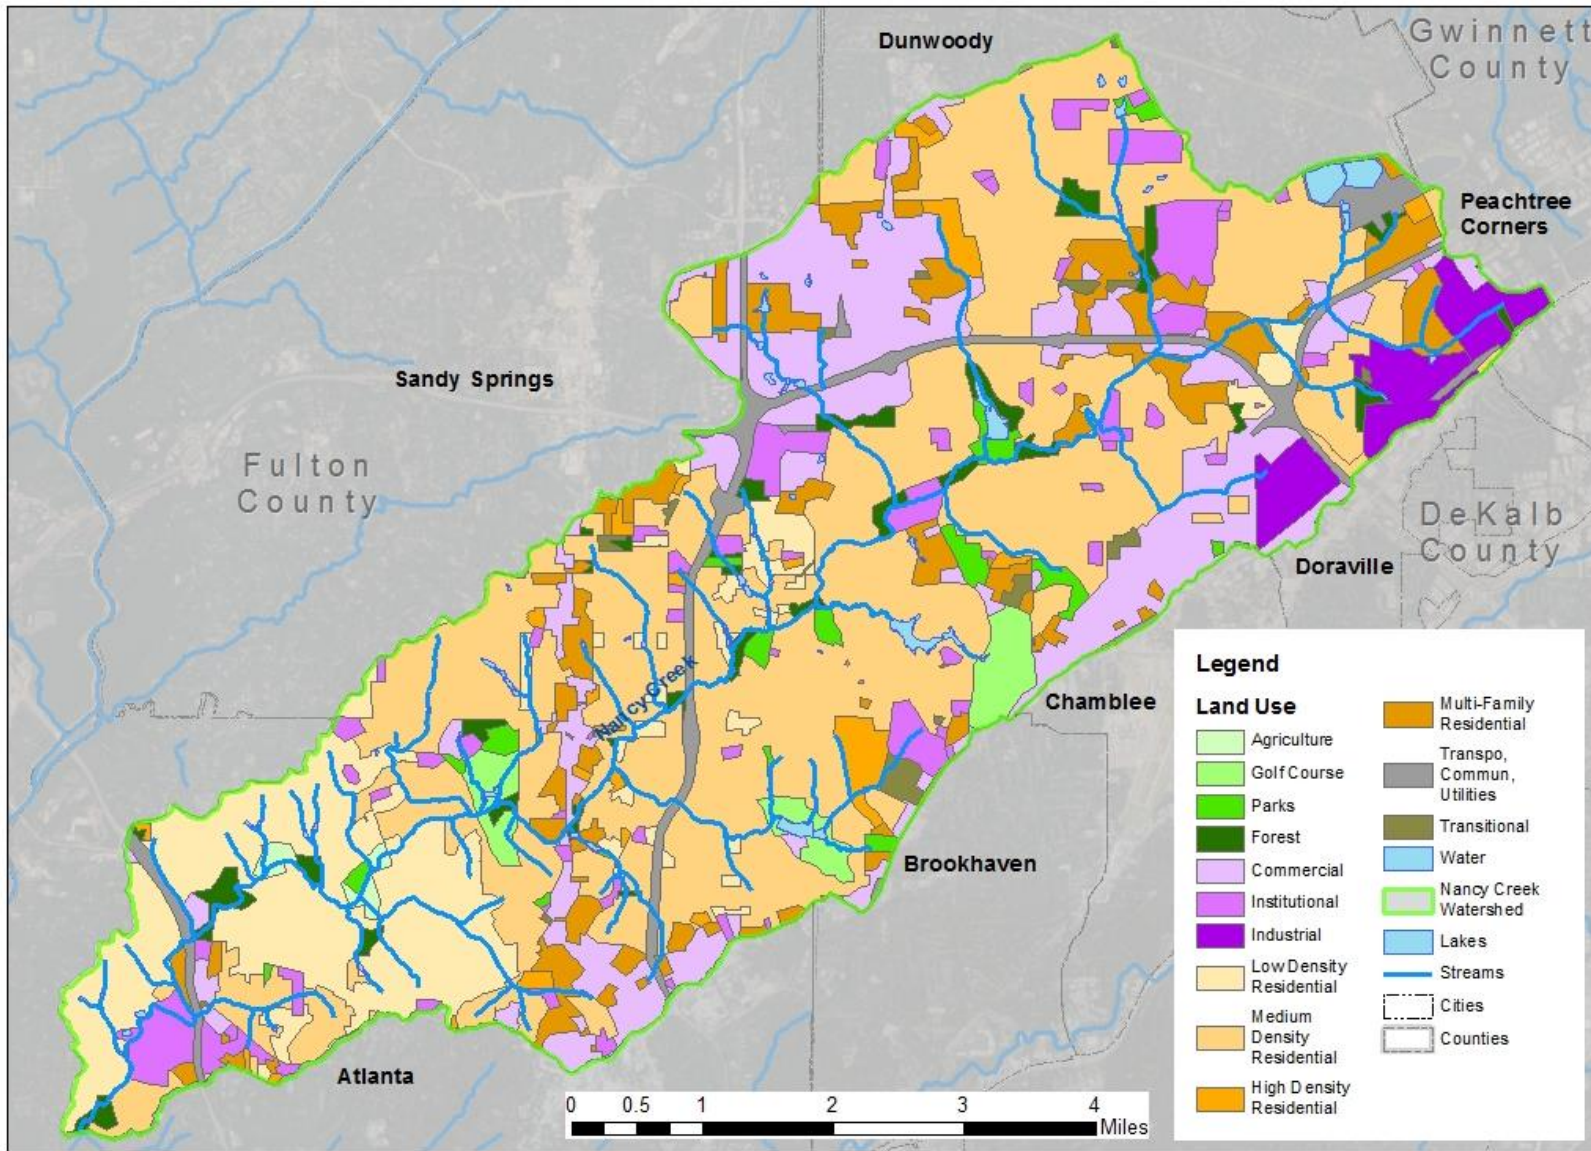 Dunwoody
Gwinnett
County
Peachtree
Corners
Sandy Springs
Fulton
County
DeKalb
County
Doraville
Nancy Creek
Chamblee
Brookhaven
Atlanta
0 0.5 1 2 3 4
Miles
Legend
Land Use
Agriculture
Golf Course
Parks
Forest
Commercial
Institutional
Industrial
Low Density
Residential
Medium
Density
Residential
High Density
Residential
Multi-Family
Residential
Transpo,
Commun,
Utilities
Transitional
Water
Nancy Creek
Watershed
Lakes
Streams
Cities
Counties